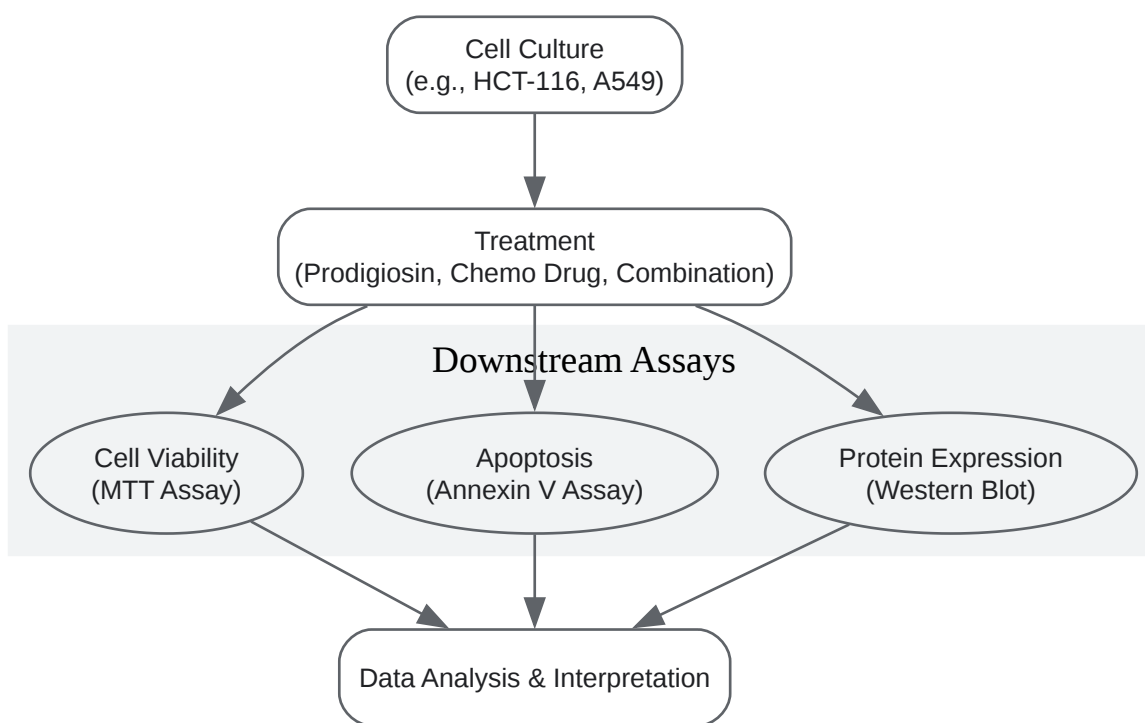 Cell Culture
(e.g., HCT-116, A549)
Treatment
(Prodigiosin, Chemo Drug, Combination)
Downstream Assays
Cell Viability
(MTT Assay)
Apoptosis
(Annexin V Assay)
Protein Expression
(Western Blot)
Data Analysis & Interpretation